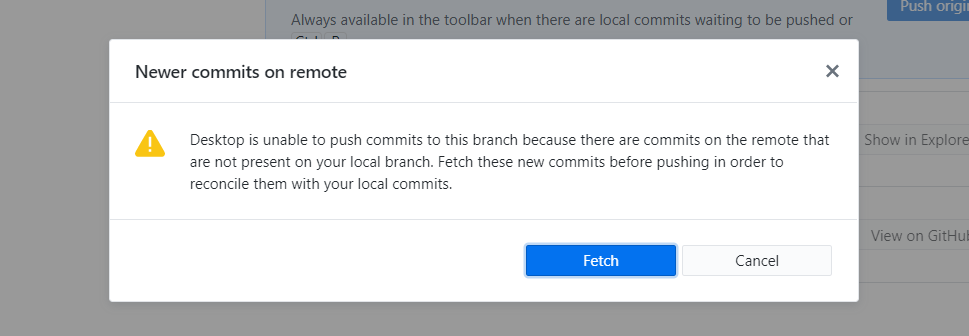 Always available in the toolbar when there are local commits waiting to be pushed or
Push origin
Newer commits on remote
Desktop is unable to push commits to this branch because there are commits on the remote that
are not present on your local branch. Fetch these new commits before pushing in order to
reconcile them with your local commits.
Show in Explore
View on GitHub
Fetch
Cancel